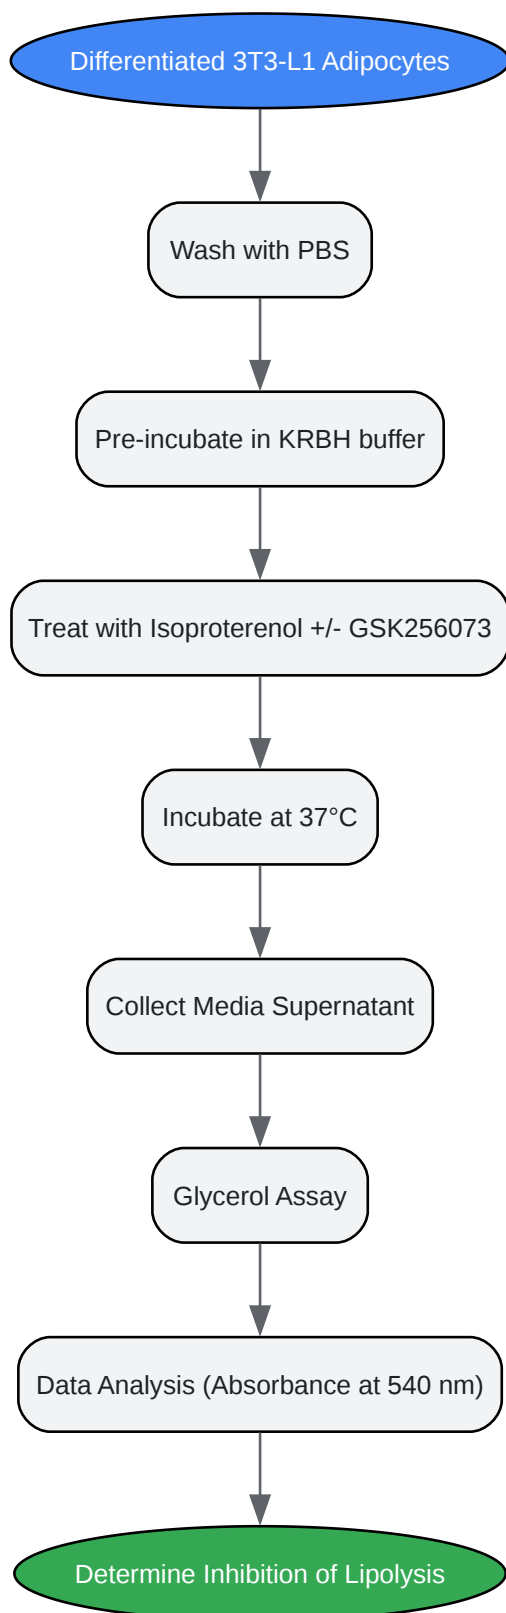 Differentiated 3T3-L1 Adipocytes
Wash with PBS
Pre-incubate in KRBH buffer
Treat with Isoproterenol +/- GSK256073
Incubate at 37°C
Collect Media Supernatant
Glycerol Assay
Data Analysis (Absorbance at 540 nm)
Determine Inhibition of Lipolysis